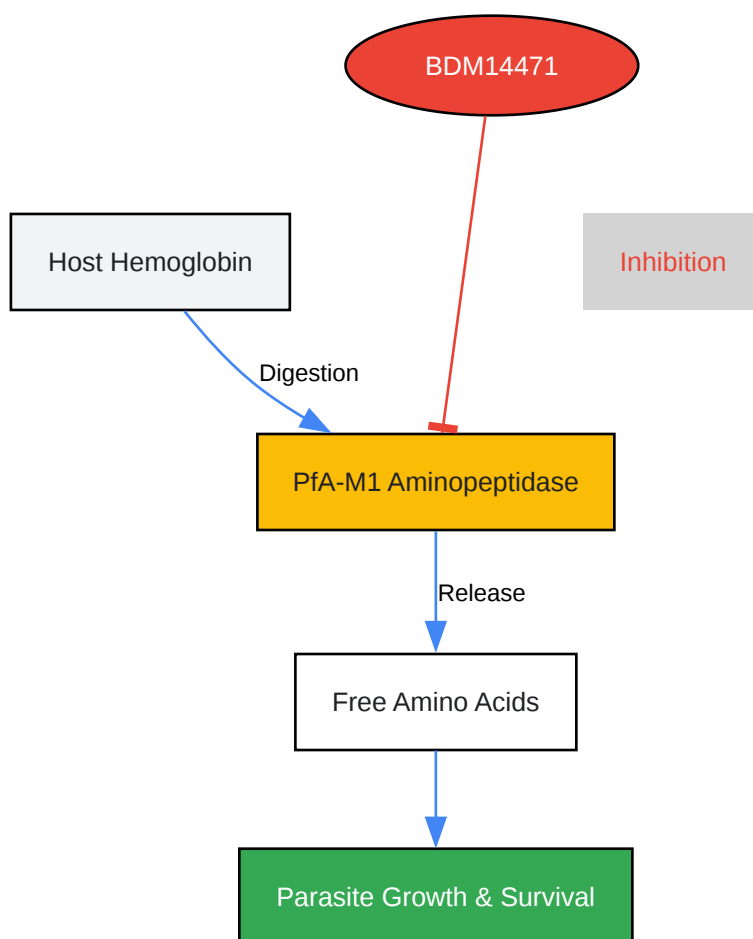 BDM14471
Host Hemoglobin
Inhibition
Digestion
PfA-M1 Aminopeptidase
Release
Free Amino Acids
Parasite Growth & Survival